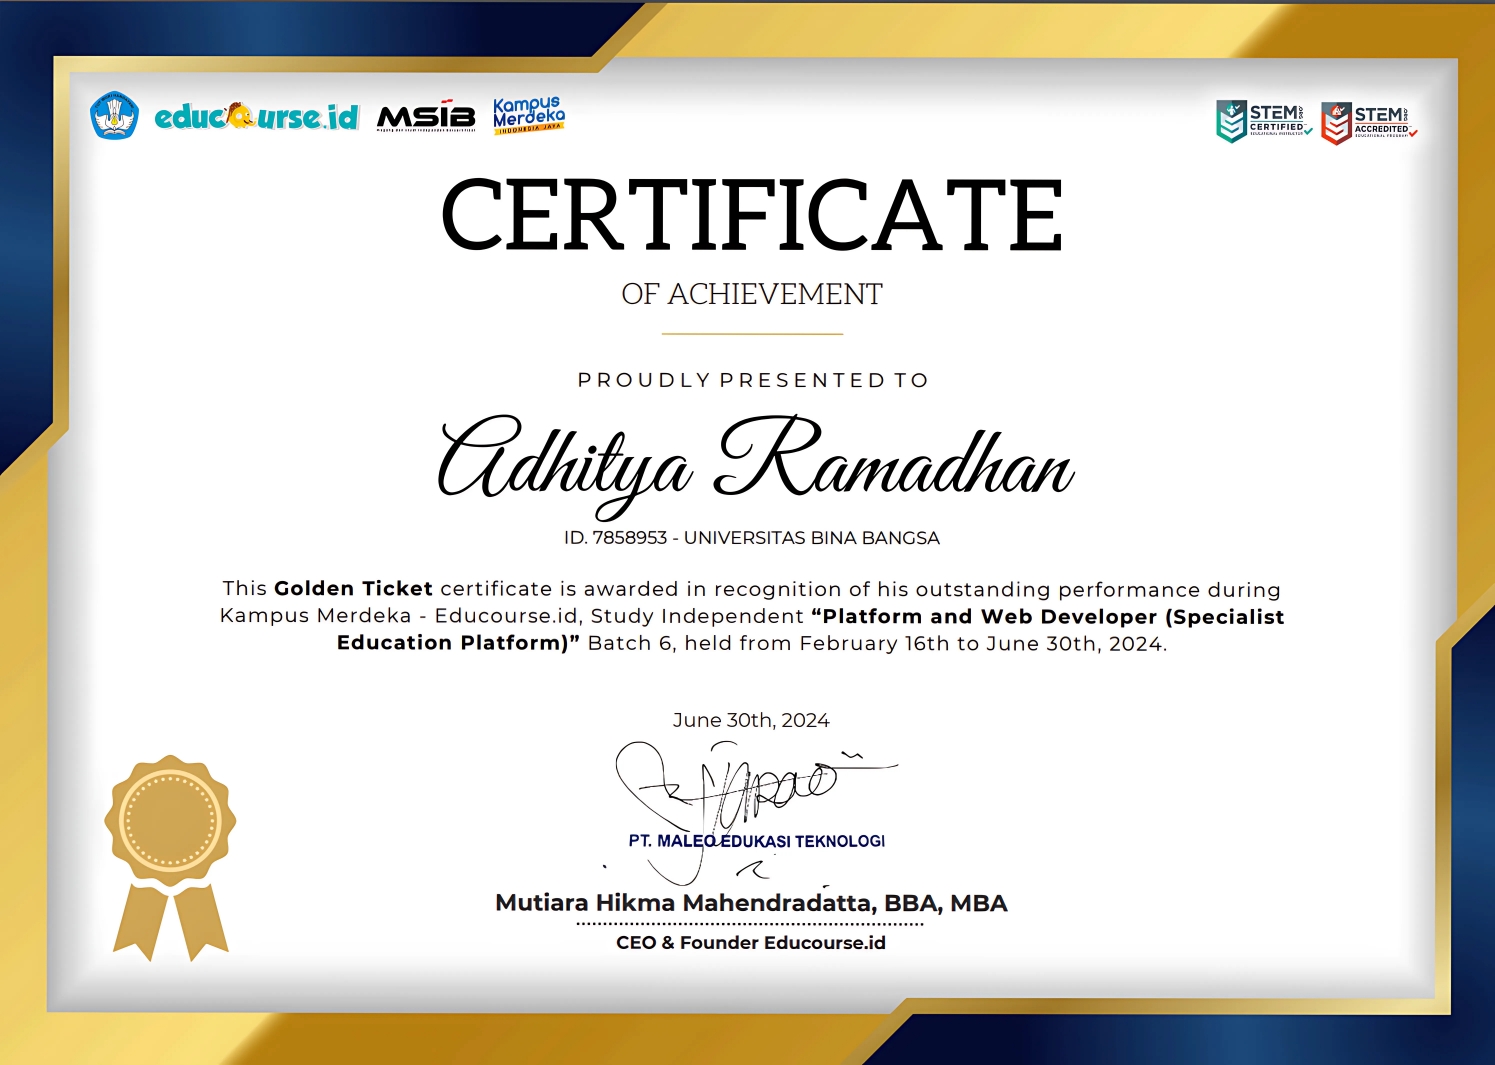 educourse.id
MSIB
Kampus
Merdeka
INDONESIA JAYA
STEM
CERTIFIED
STEM
ACCREDITED
CERTIFICATE
OF ACHIEVEMENT
PROUDLY PRESENTED TO
Adhitya Ramadhan
ID. 7858953 - UNIVERSITAS BINA BANGSA
This Golden Ticket certificate is awarded in recognition of his outstanding performance during
Kampus Merdeka - Educourse.id, Study Independent “Platform and Web Developer (Specialist
Education Platform)” Batch 6, held from February 16th to June 30th, 2024.
June 30th, 2024
PT. MALEO EDUKASI TEKNOLOGI
Mutiara Hikma Mahendradatta, BBA, MBA
CEO & Founder Educourse.id